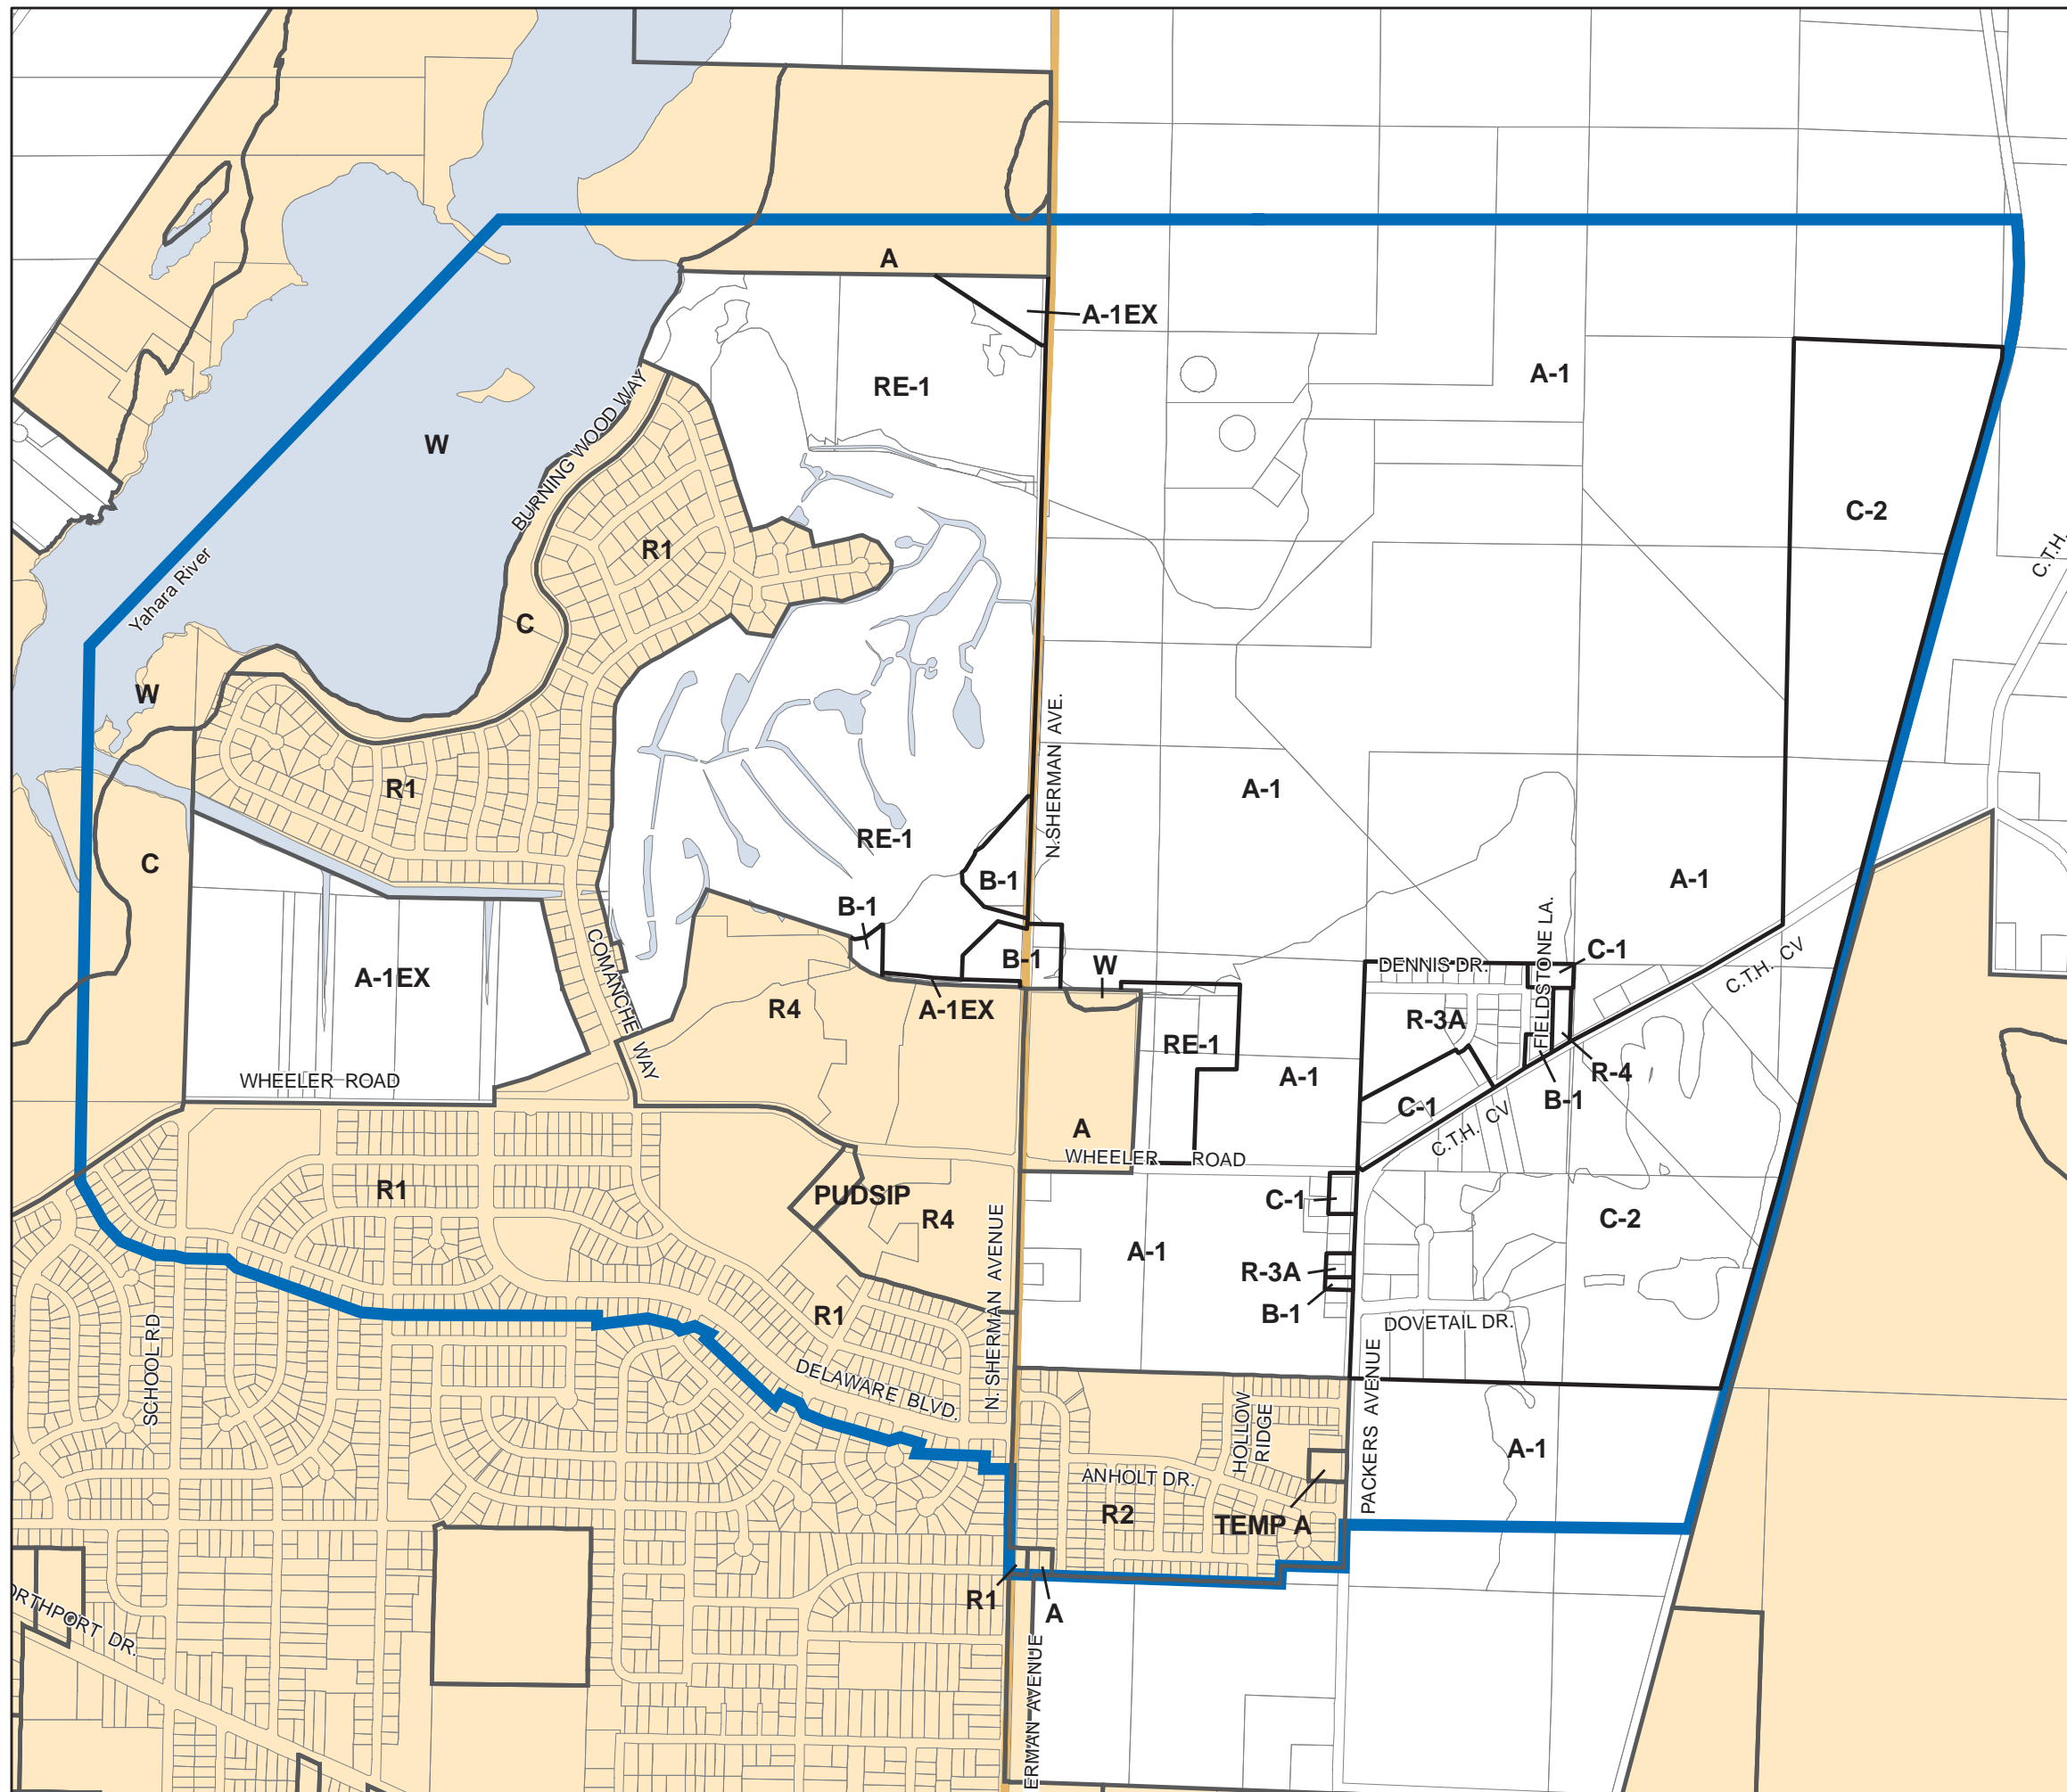 A
A-1EX
RE-1
A-1
W
BURNING WOOD WAY
C-2
C.T.H.
R1
Yahara River
C
W
N.SHERMAN AVE.
R1
A-1
RE-1
C
B-1
A-1
B-1
FIELDSTONE LA.
COMANCHE WAY
B-1
C-1
C.T.H. CV
W
DENNIS DR.
A-1EX
R4
A-1EX
R-3A
RE-1
R-4
WHEELER ROAD
A-1
B-1
C-1
C.T.H. CV
A
WHEELER ROAD
R1
PUDSIP
C-1
R4
C-2
N. SHERMAN AVENUE
A-1
R-3A
R1
B-1
DOVETAIL DR.
SCHOOL RD
DELAWARE BLVD.
PACKERS AVENUE
HOLLOW
RIDGE
A-1
ANHOLT DR.
R2
TEMP A
R1
A
ORTHPORT DR.
ERMAN AVENUE